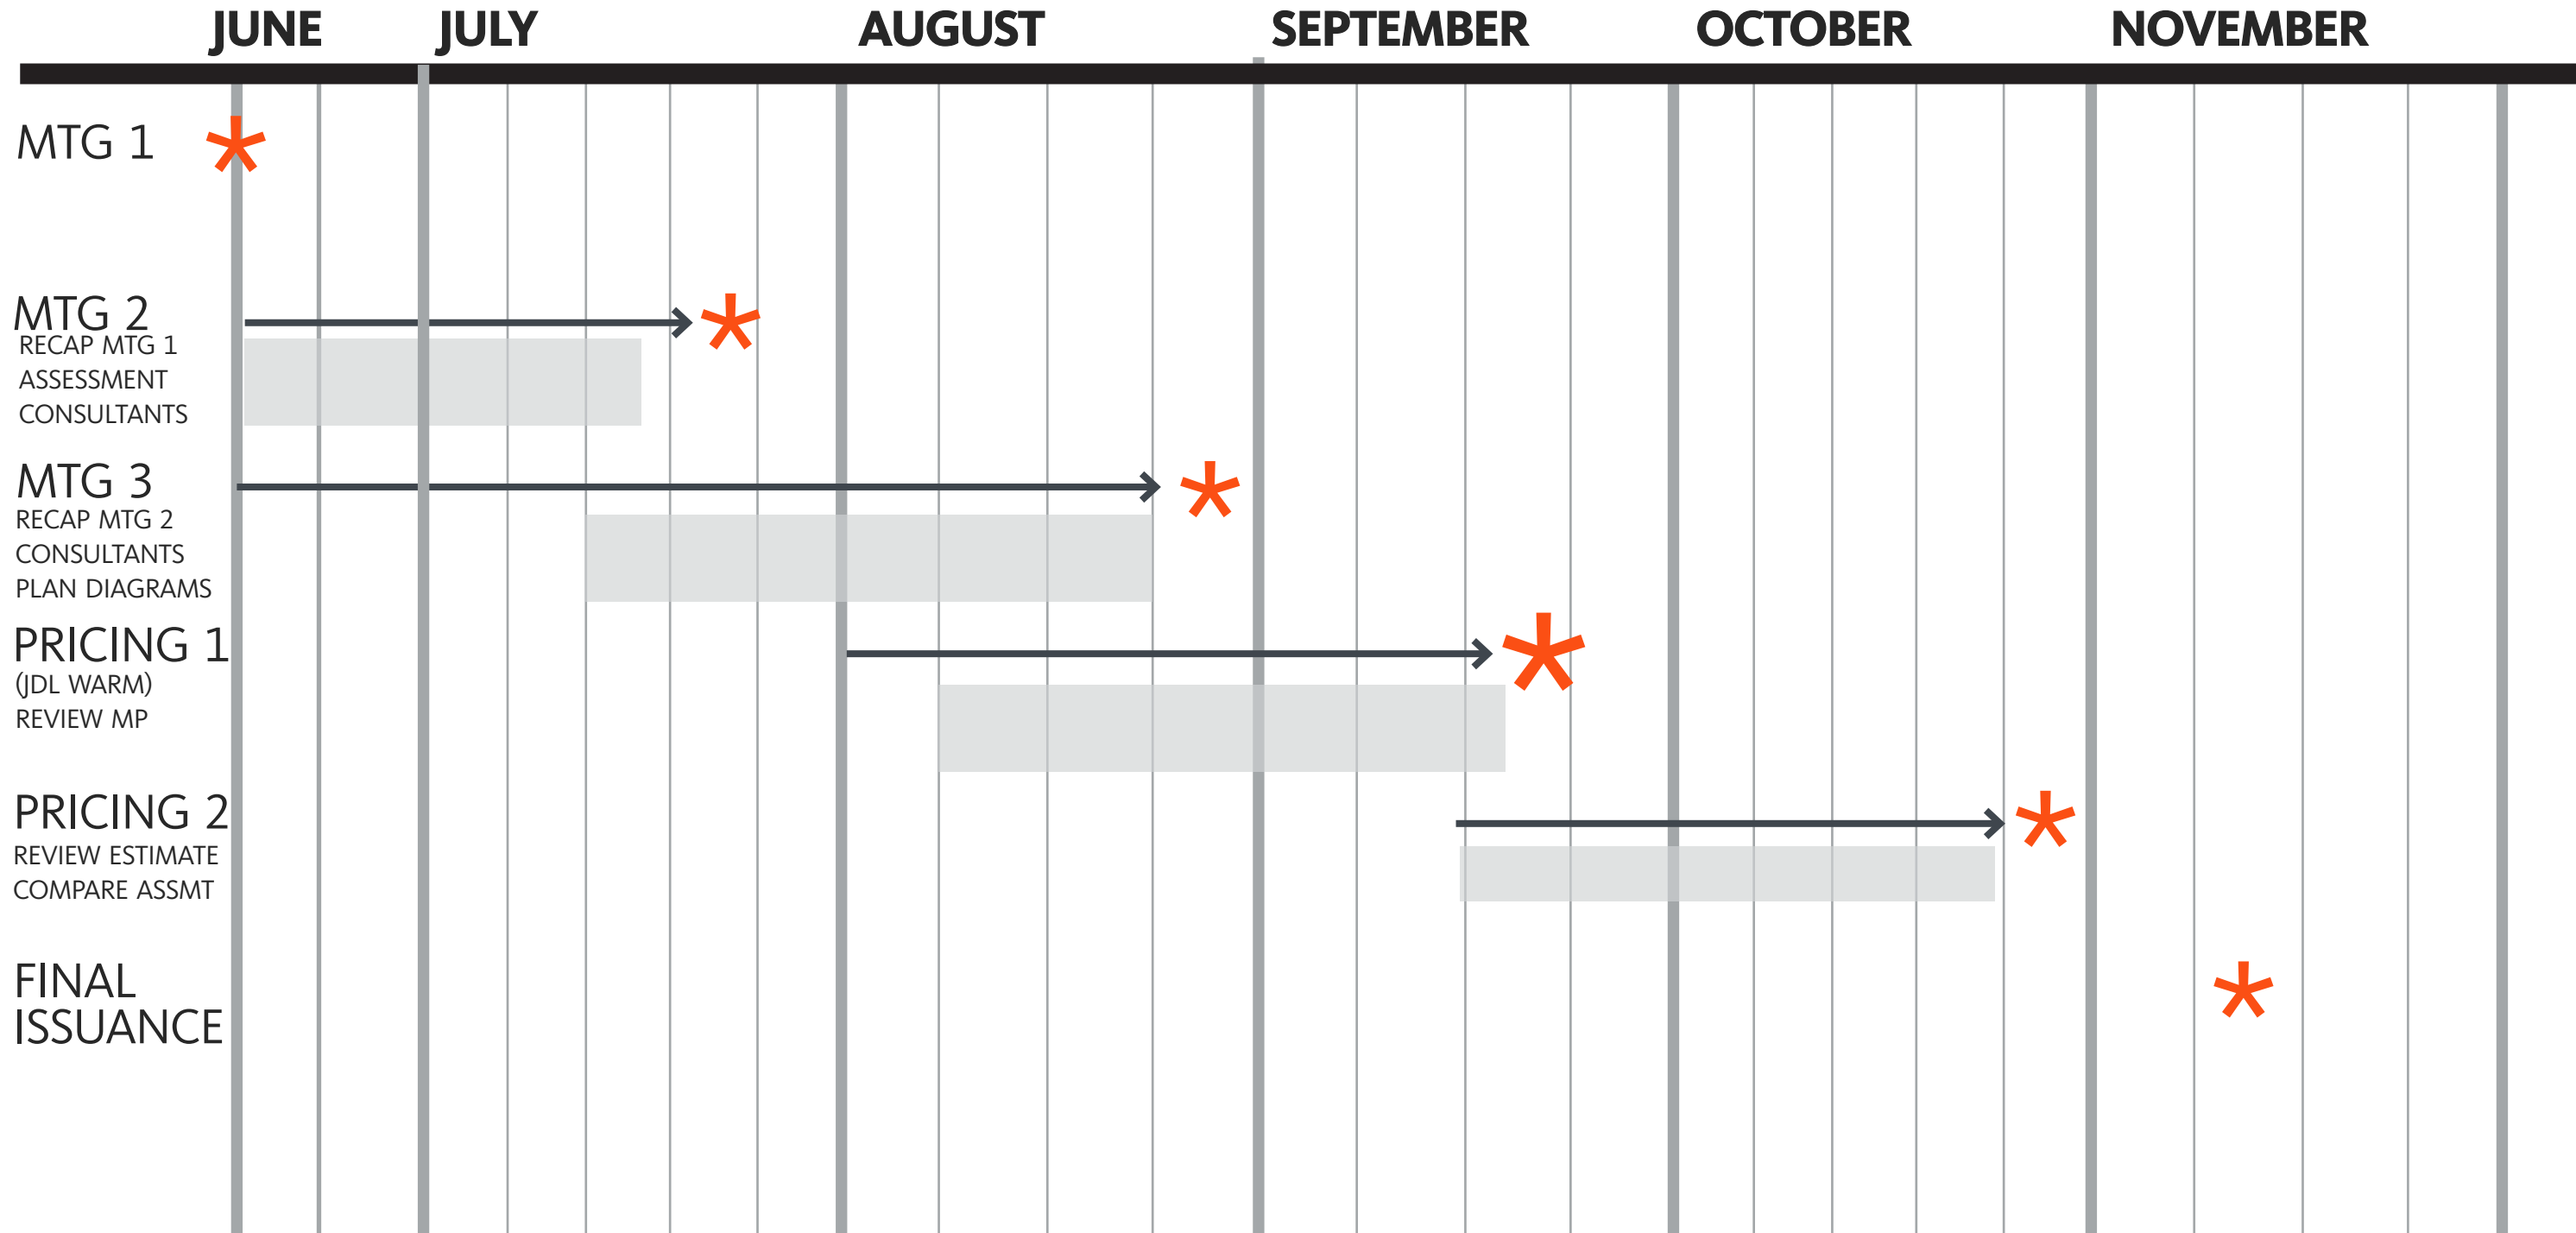 JUNE JULY AUGUST SEPTEMBER OCTOBER NOVEMBER
MTG 1
MTG 2
RECAP MTG 1
ASSESSMENT
CONSULTANTS
MTG 3
RECAP MTG 2
CONSULTANTS
PLAN DIAGRAMS
PRICING 1
(JDL WARM)
REVIEW MP
PRICING 2
REVIEW ESTIMATE
COMPARE ASSMT
FINAL
ISSUANCE